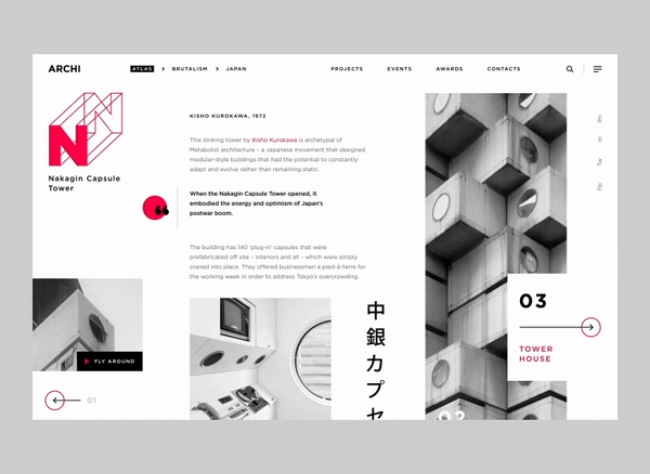 ARCHI
ATLAS > BRUTALISM > JAPAN
PROJECTS EVENTS AWARDS CONTACTS
N
Nakagin Capsule
Tower
KISHO KUROKAWA, 1972
This striking tower by Kisho Kurokawa is archetypal of
Metabolist architecture – a Japanese movement that designed
modular-style buildings that had the potential to constantly
adapt and evolve rather than remaining static.
When the Nakagin Capsule Tower opened, it
embodied the energy and optimism of Japan's
postwar boom.
The building has 140 'plug-in' capsules that were
prefabricated off site – interiors and all – which were simply
craned into place. They offered businessmen a pied-à-terre for
the working week in order to address Tokyo's overcrowding.
FLY AROUND
01
中銀カプセ
Pn
In
Tw
Fb
03
TOWER
HOUSE
02